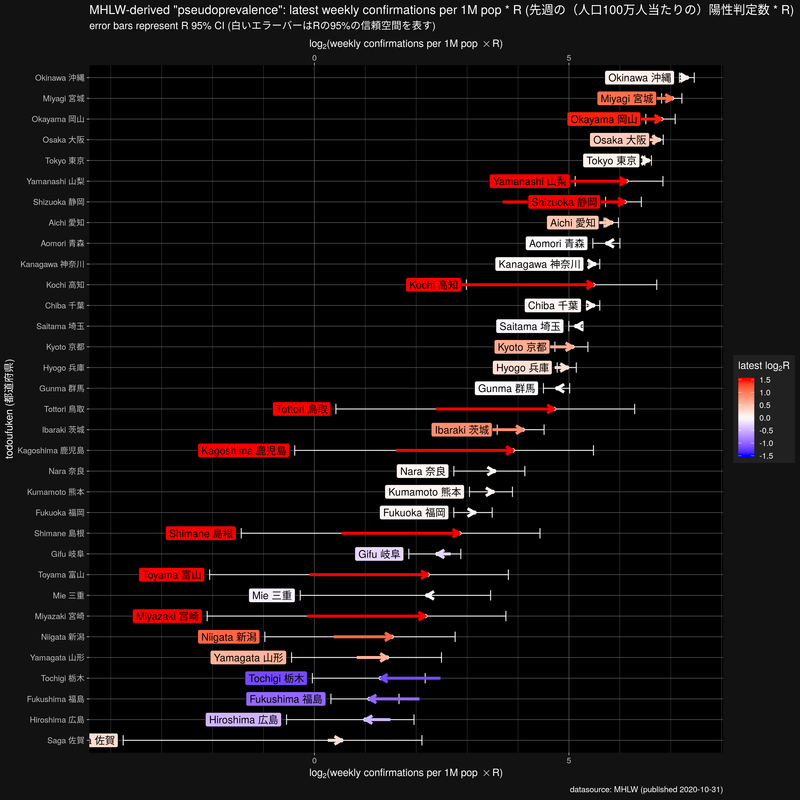 MHLW-derived "pseudoprevalence": latest weekly confirmations per 1M pop * R (先週の（人口100万人当たりの）陽性判定数 * R)
error bars represent R 95% CI (白いエラーバーはRの95%の信頼空間を表す)
log2(weekly confirmations per 1M pop × R)
0 5
Okinawa 沖縄 Okinawa 沖縄
Miyagi 宮城 Miyagi 宮城
Okayama 岡山 Okayama 岡山
Osaka 大阪 Osaka 大阪
Tokyo 東京 Tokyo 東京
Yamanashi 山梨 Yamanashi 山梨
Shizuoka 静岡 Shizuoka 静岡
Aichi 愛知 Aichi 愛知
Aomori 青森 Aomori 青森
Kanagawa 神奈川 Kanagawa 神奈川
Kochi 高知 Kochi 高知
Chiba 千葉 Chiba 千葉
Saitama 埼玉 Saitama 埼玉
Kyoto 京都 Kyoto 京都
Hyogo 兵庫 Hyogo 兵庫
Gunma 群馬 Gunma 群馬
Tottori 鳥取 Tottori 鳥取
Ibaraki 茨城 Ibaraki 茨城
Kagoshima 鹿児島 Kagoshima 鹿児島
Nara 奈良 Nara 奈良
Kumamoto 熊本 Kumamoto 熊本
Fukuoka 福岡 Fukuoka 福岡
Shimane 島根 Shimane 島根
Gifu 岐阜 Gifu 岐阜
Toyama 富山 Toyama 富山
Mie 三重 Mie 三重
Miyazaki 宮崎 Miyazaki 宮崎
Niigata 新潟 Niigata 新潟
Yamagata 山形 Yamagata 山形
Tochigi 栃木 Tochigi 栃木
Fukushima 福島 Fukushima 福島
Hiroshima 広島 Hiroshima 広島
Saga 佐賀 佐賀
0 5
log2(weekly confirmations per 1M pop × R)
todoufuken (都道府県)
latest log2R
1.5
1.0
0.5
0.0
-0.5
-1.0
-1.5
datasource: MHLW (published 2020-10-31)